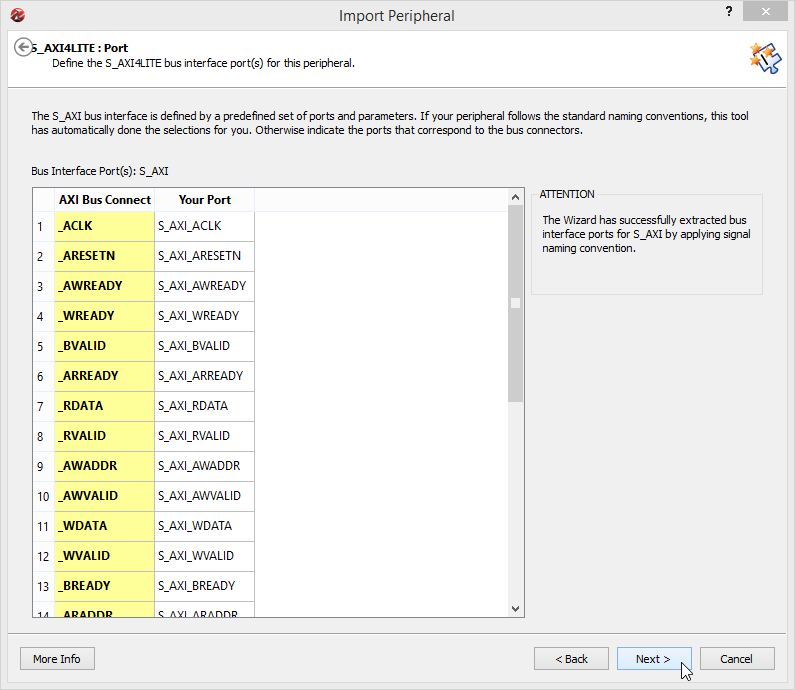 Import Peripheral
?
S_AXI4LITE : Port
Define the S_AXI4LITE bus interface port(s) for this peripheral.
The S_AXI bus interface is defined by a predefined set of ports and parameters. If your peripheral follows the standard naming conventions, this tool
has automatically done the selections for you. Otherwise indicate the ports that correspond to the bus connectors.
Bus Interface Port(s): S_AXI
AXI Bus Connect Your Port
1 _ACLK S_AXI_ACLK
2 _ARESETN S_AXI_ARESETN
3 _AWREADY S_AXI_AWREADY
4 _WREADY S_AXI_WREADY
5 _BVALID S_AXI_BVALID
6 _ARREADY S_AXI_ARREADY
7 _RDATA S_AXI_RDATA
8 _RVALID S_AXI_RVALID
9 _AWADDR S_AXI_AWADDR
10 _AWVALID S_AXI_AWVALID
11 _WDATA S_AXI_WDATA
12 _WVALID S_AXI_WVALID
13 _BREADY S_AXI_BREADY
14 _ARADDR S_AXI_ARADDR
ATTENTION
The Wizard has successfully extracted bus
interface ports for S_AXI by applying signal
naming convention.
More Info
< Back
Next >
Cancel